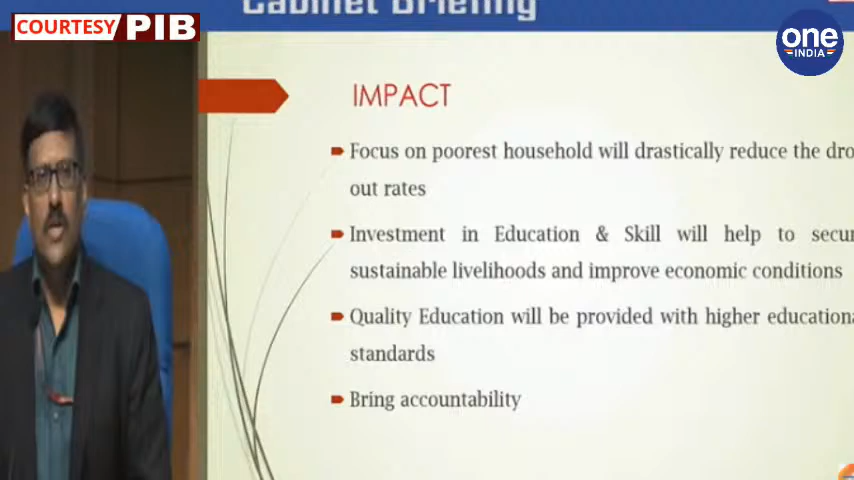 Cabinet Briefing
COURTESY PIB
one
INDIA
IMPACT
Focus on poorest household will drastically reduce the dro
out rates
Investment in Education & Skill will help to secur
sustainable livelihoods and improve economic conditions
Quality Education will be provided with higher educationa
standards
Bring accountability